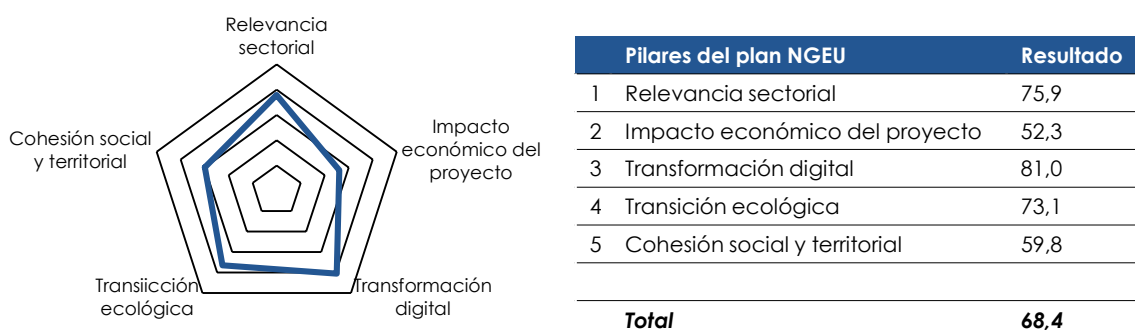 Relevancia
sectorial
Impacto
económico del
proyecto
Transformación
digital
Transiicción
ecológica
Cohesión social
y territorial
Pilares del plan NGEU Resultado
1 Relevancia sectorial 75,9
2 Impacto económico del proyecto 52,3
3 Transformación digital 81,0
4 Transición ecológica 73,1
5 Cohesión social y territorial 59,8
Total 68,4